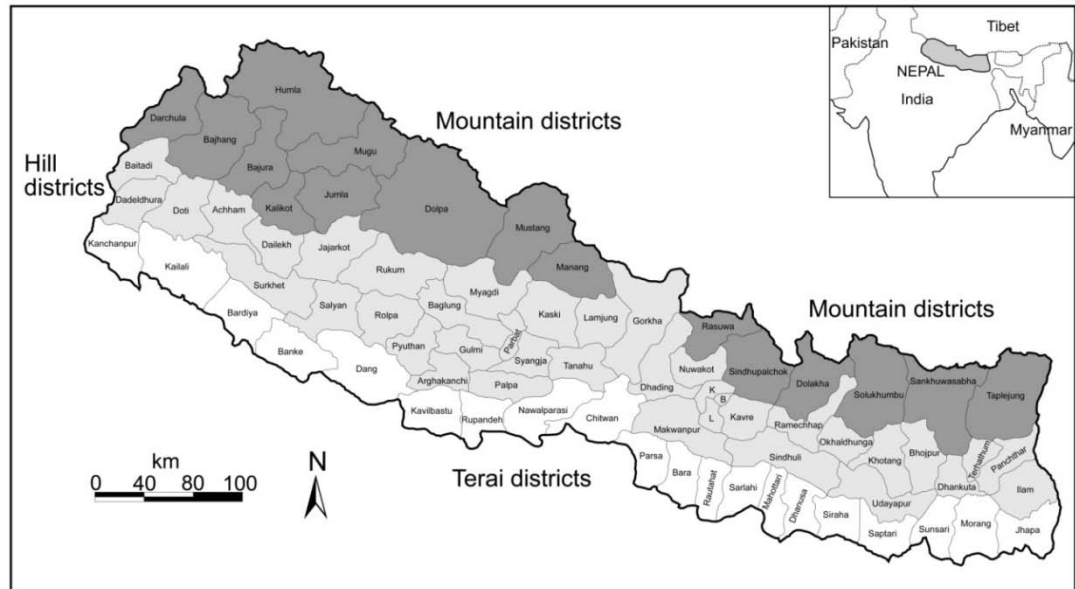 Tibet
Pakistan
NEPAL
India
Myanmar
Humla
Darchula
Mountain districts
Bajhang
Mugu
Hill
districts
Baitadi
Bajura
Jumla
Dadeldhura
Doti
Achham
Kalikot
Dolpa
Mustang
Kanchanpur
Dailekh
Jajarkot
Manang
Kailali
Rukum
Surkhet
Myagdi
Mountain districts
Bardiya
Salyan
Rolpa
Baglung
Kaski
Lamjung
Gorkha
Rasuwa
Banke
Pyuthan
Gulmi
Parbat
Syangja
Tanahu
Nuwakot
Sindhupalchok
Dolakha
Solukhumbu
Sankhuwasabha
Taplejung
Dang
Arghakanchi
Palpa
Dhading
K
B
L
Kavre
Ramechhap
Kavilbastu
Rupandeh
Nawalparasi
Chitwan
Makwanpur
Okhaldhunga
Khotang
Bhojpur
Terhathum
Panchthar
km
N
Terai districts
Parsa
Bara
Rautahat
Sarlahi
Mahottari
Dhanusa
Sindhuli
Siraha
Udayapur
Dhankuta
Ilam
0 20 40 60 80 100
Saptari
Sunsari
Morang
Jhapa